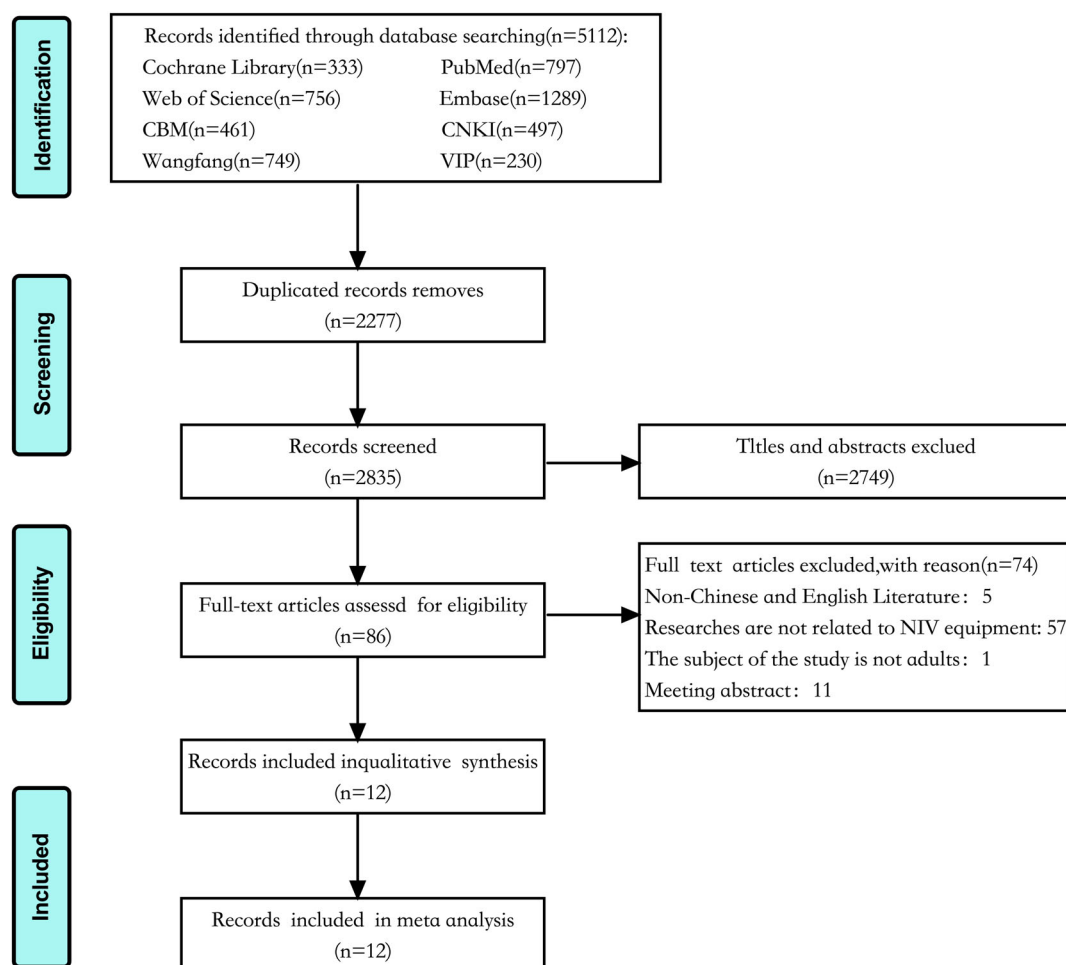 Identification
Records identified through database searching(n=5112):
Cochrane Library(n=333) PubMed(n=797)
Web of Science(n=756) Embase(n=1289)
CBM(n=461) CNKI(n=497)
Wangfang(n=749) VIP(n=230)
Screening
Duplicated records removes
(n=2277)
Records screened
(n=2835)
Tltles and abstracts exclued
(n=2749)
Eligibility
Full-text articles assessd for eligibility
(n=86)
Full text articles excluded,with reason(n=74)
Non-Chinese and English Literature: 5
Researches are not related to NIV equipment: 57
The subject of the study is not adults: 1
Meeting abstract: 11
Records included inqualitative synthesis
(n=12)
Included
Records included in meta analysis
(n=12)